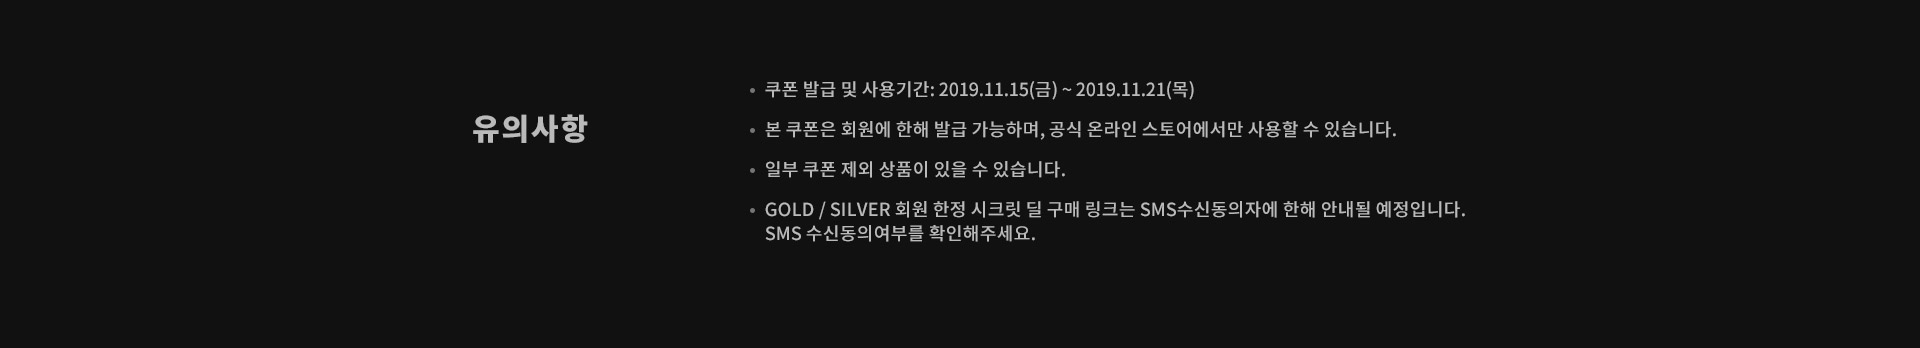 유의사항
• 쿠폰 발급 및 사용기간: 2019.11.15(금) ~ 2019.11.21(목)
• 본 쿠폰은 회원에 한해 발급 가능하며, 공식 온라인 스토어에서만 사용할 수 있습니다.
• 일부 쿠폰 제외 상품이 있을 수 있습니다.
• GOLD / SILVER 회원 한정 시크릿 딜 구매 링크는 SMS수신동의자에 한해 안내될 예정입니다.
SMS 수신동의여부를 확인해주세요.